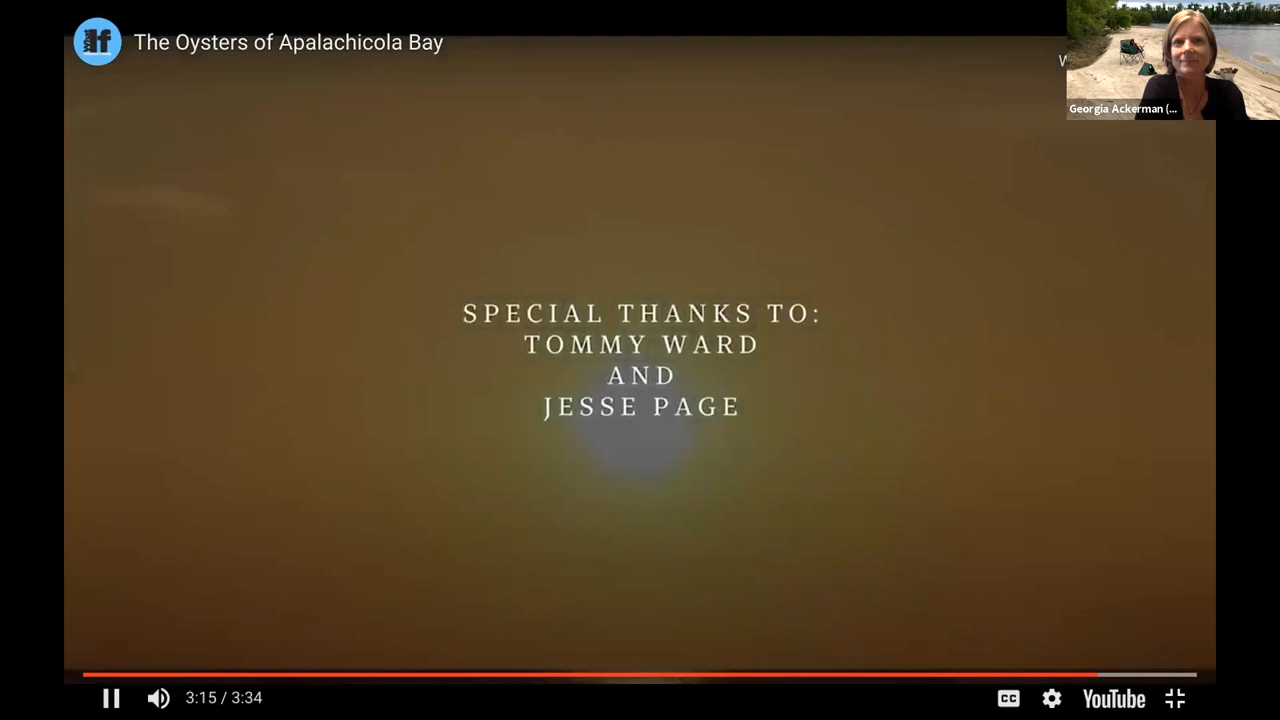 The Oysters of Apalachicola Bay
W
Georgia Ackerman (...
SPECIAL THANKS TO:
TOMMY WARD
AND
JESSE PAGE
3:15 / 3:34
CC
YouTube